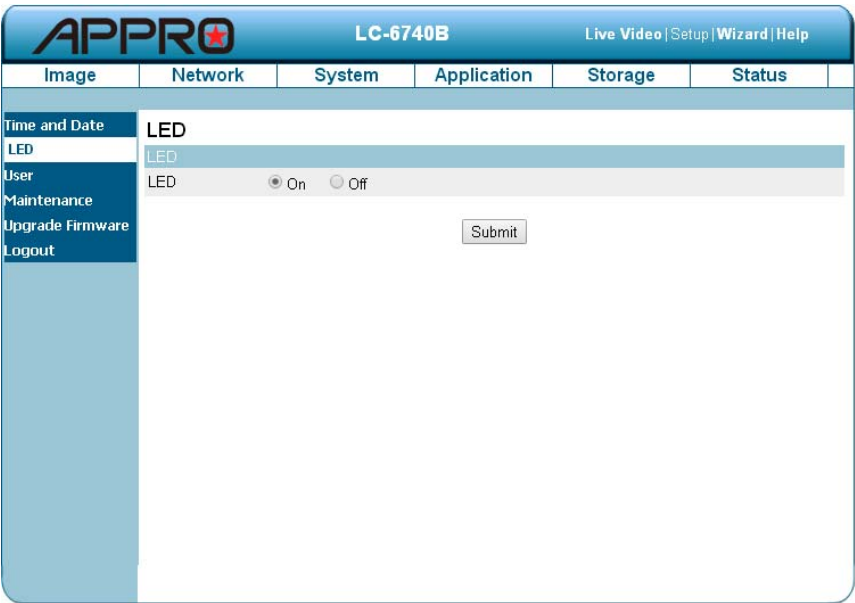 APPRO LC-6740B Live Video | Setup | Wizard | Help
Image Network System Application Storage Status
Time and Date
LED
User
Maintenance
Upgrade Firmware
Logout
LED
LED
LED On Off
Submit